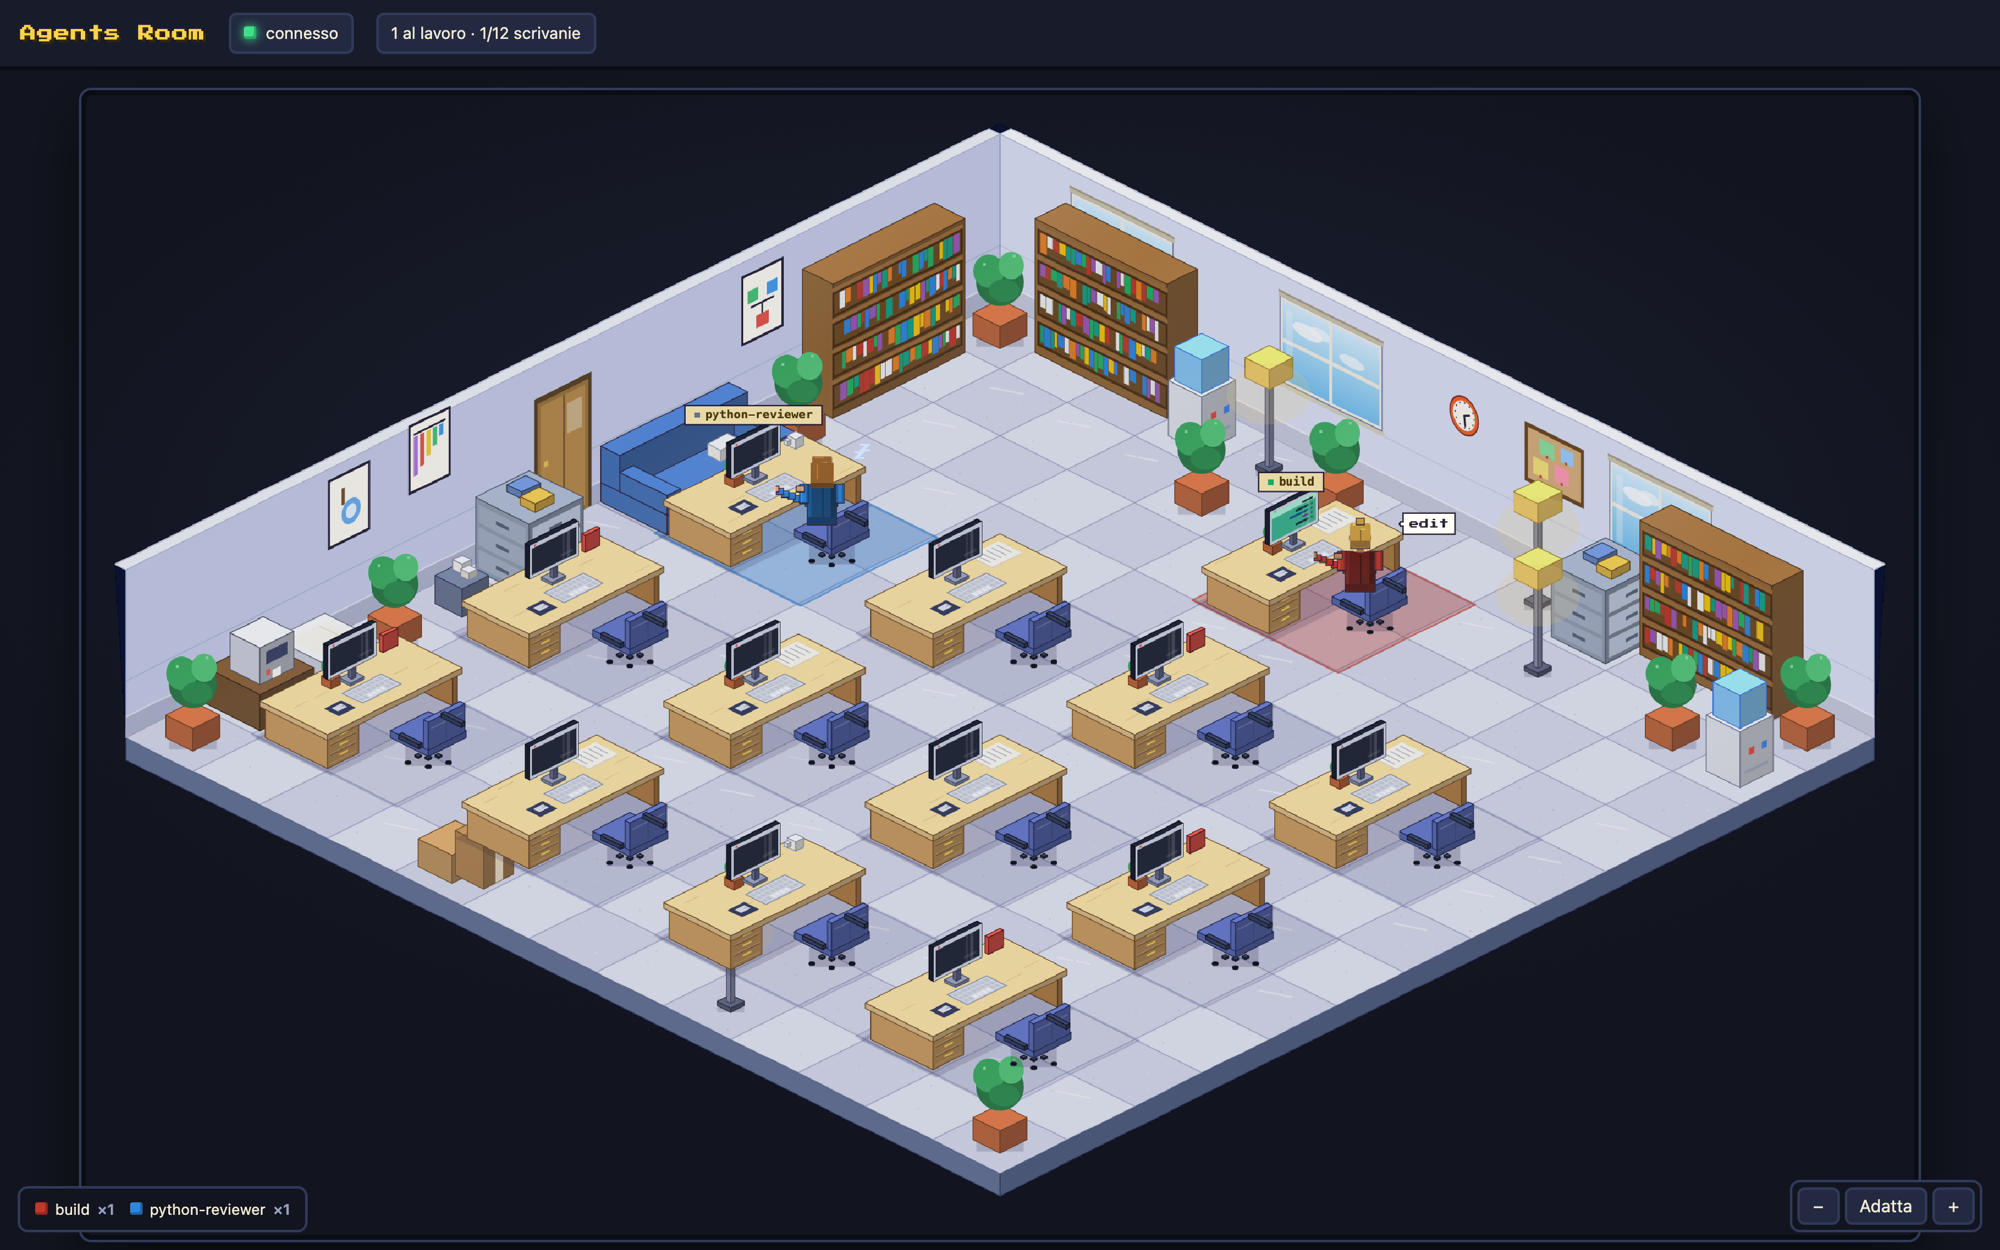 Agents Room
connesso
1 al lavoro · 1/12 scrivanie
python-reviewer
build
edit
build ×1
python-reviewer ×1
−
Adatta
+